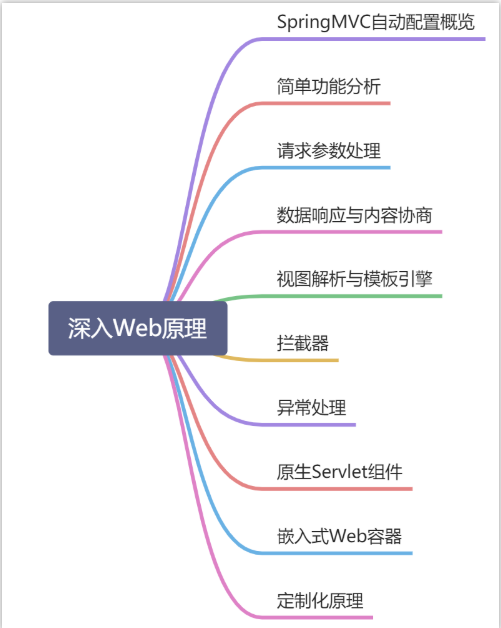 SpringMVC自动配置概览
简单功能分析
请求参数处理
数据响应与内容协商
视图解析与模板引擎
深入Web原理
拦截器
异常处理
原生Servlet组件
嵌入式Web容器
定制化原理